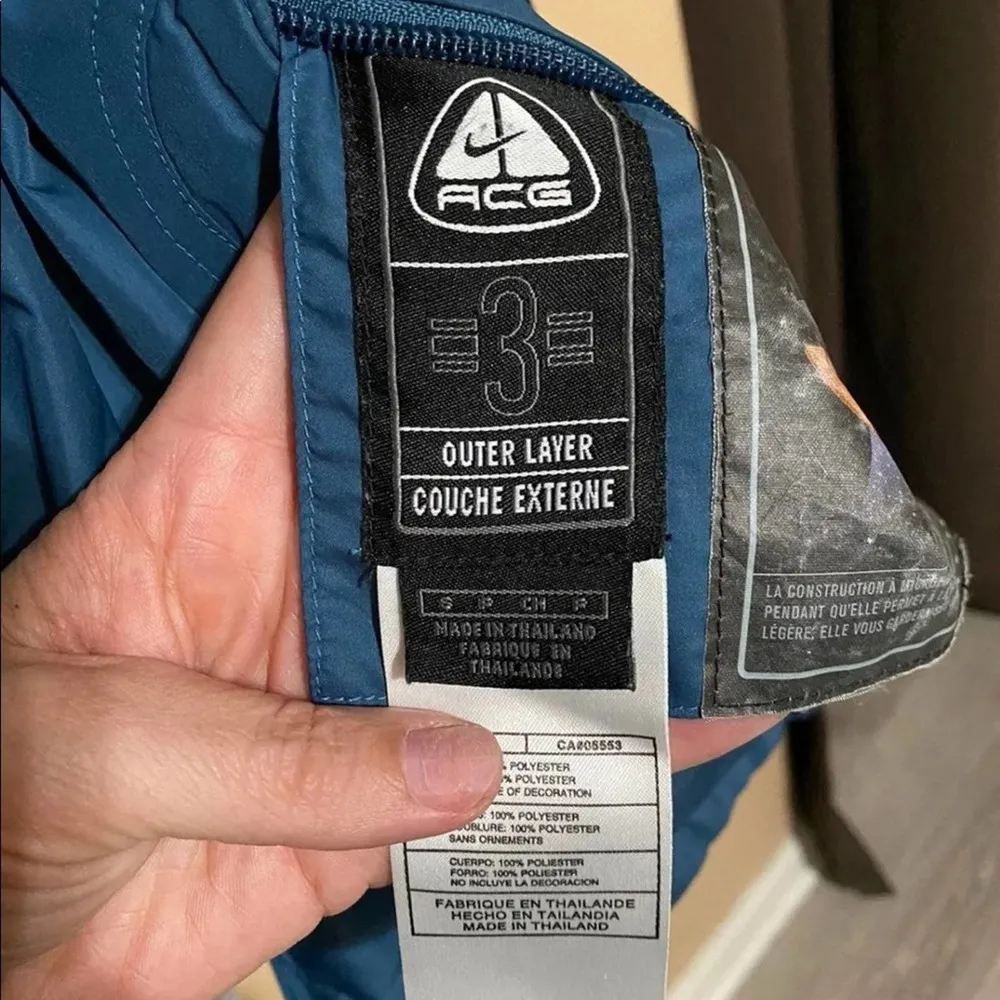 ACG
3
OUTER LAYER
COUCHE EXTERNE
S P CH P
MADE IN THAILAND
FABRIQUE EN
THAILANDE
CA#05553
% POLYESTER
% POLYESTER
E OF DECORATION
: 100% POLYESTER
OUBLURE: 100% POLYESTER
SANS ORNEMENTS
CUERPO: 100% POLIESTER
FORRO: 100% POLIESTER
NO INCLUYE LA DECORACION
FABRIQUE EN THAILANDE
HECHO EN TAILANDIA
MADE IN THAILAND
LA CONSTRUCTION À
PENDANT QU'ELLE PERMET À
LÉGÈRE, ELLE VOUS